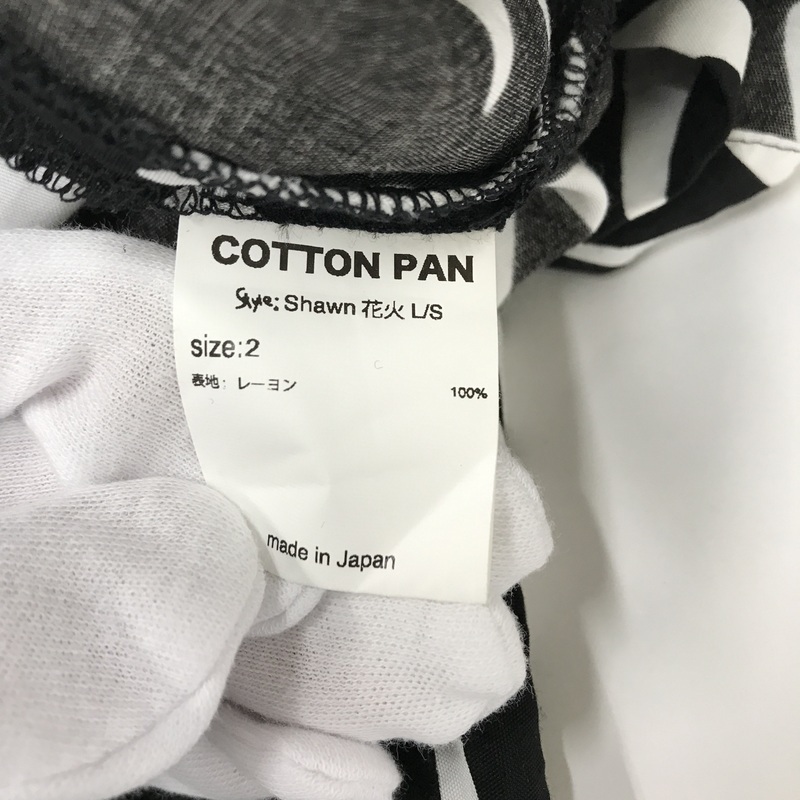 COTTON PAN
Style: Shawn 花火 L/S
size:2
表地: レーヨン 100%
made in Japan